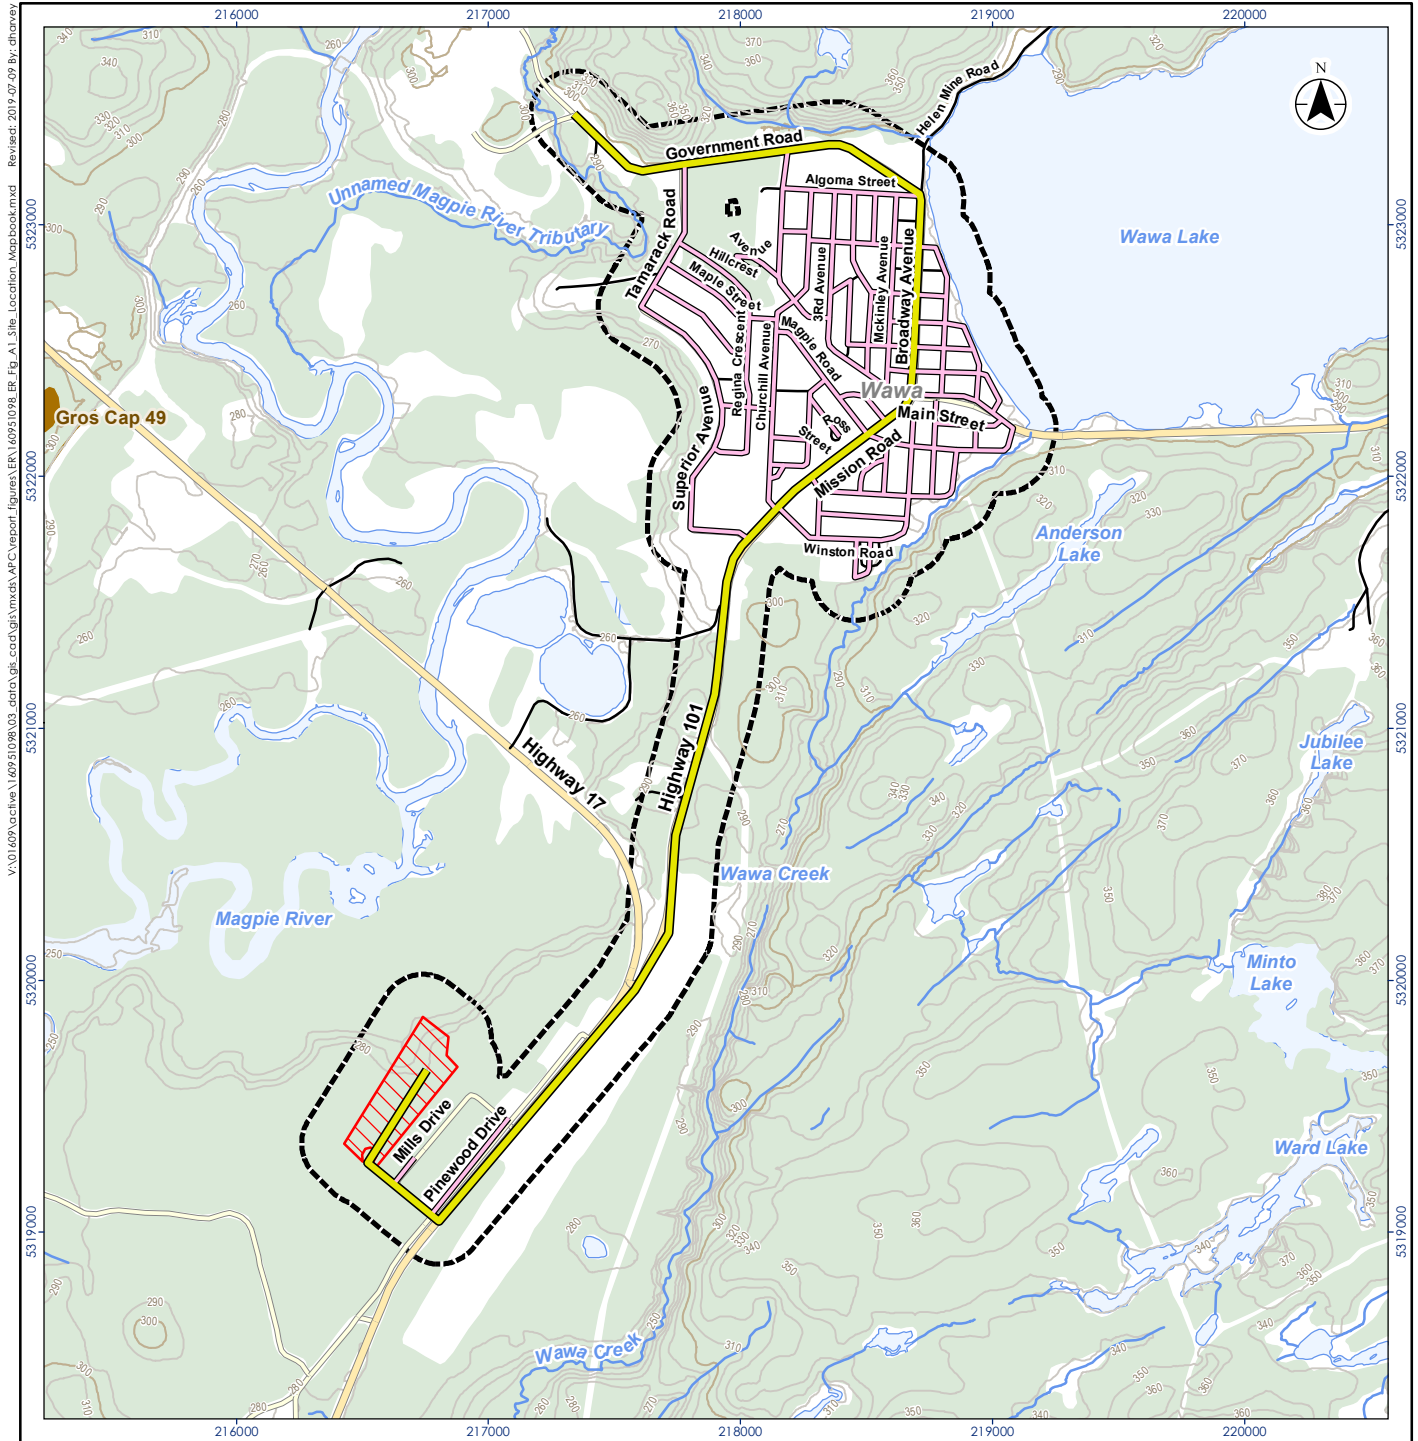 216000
217000
218000
219000
220000
V:\01609\active\160951098\03_data\gis_cad\gis\mxds\APC\report_figures\ER\160951098_ER_Fig_A1_Site_Location_Mapbook.mxd Revised: 2019-07-09 By: dharvey
N
Helen Mine Road
Government Road
Algoma Street
Unnamed Magpie River Tributary
Tamarack Road
Avenue
Hillcrest
Maple Street
Wawa Lake
3Rd Avenue
Mckinley Avenue
Broadway Avenue
Magpie Road
Regina Crescent
Churchill Avenue
Superior Avenue
Wawa
Main Street
Ross
Street
Mission Road
Gros Cap 49
Winston Road
Anderson
Lake
Highway 17
Highway 101
Jubilee
Lake
Wawa Creek
Magpie River
Minto
Lake
Mills Drive
Pinewood Drive
Ward Lake
Wawa Creek
5323000
5322000
5321000
5320000
5319000
5323000
5322000
5321000
5320000
5319000
216000
217000
218000
219000
220000